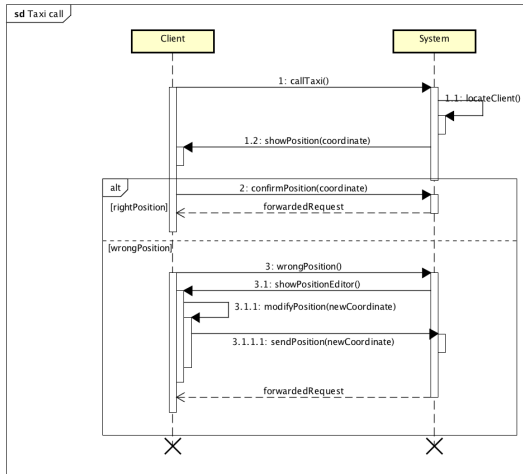 sd Taxi call
Client
System
1: callTaxi()
1.1: locateClient()
1.2: showPosition(coordinate)
alt
2: confirmPosition(coordinate)
[rightPosition]
forwardedRequest
[wrongPosition]
3: wrongPosition()
3.1: showPositionEditor()
3.1.1: modifyPosition(newCoordinate)
3.1.1.1: sendPosition(newCoordinate)
forwardedRequest